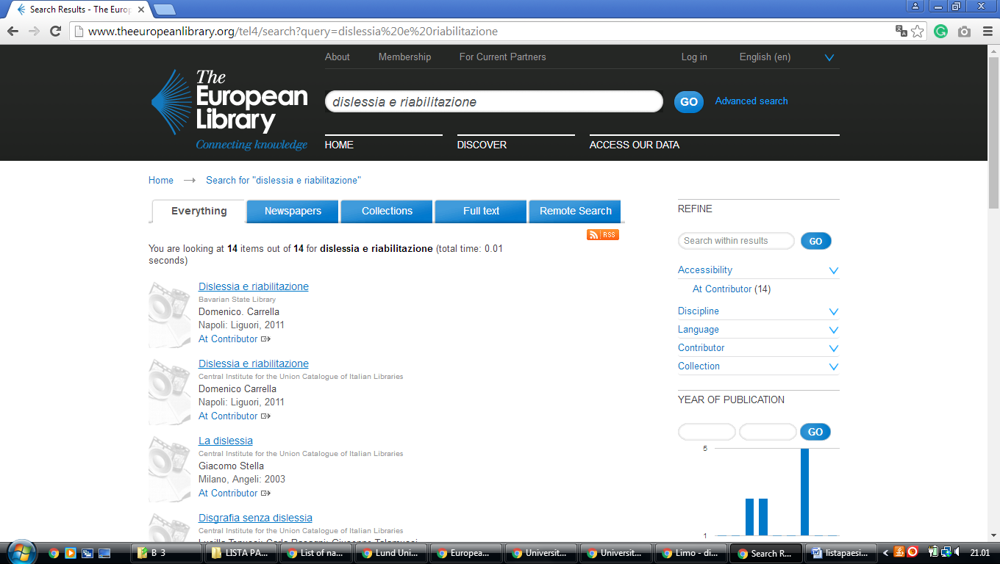 Search Results - The Europ
www.theeuropeanlibrary.org/tel4/search?query=dislessia%20e%20riabilitazione
About Membership For Current Partners Log in English (en)
The
European
Library
Connecting knowledge
dislessia e riabilitazione GO Advanced search
HOME DISCOVER ACCESS OUR DATA
Home → Search for "dislessia e riabilitazione"
Everything Newspapers Collections Full text Remote Search
RSS
You are looking at 14 items out of 14 for dislessia e riabilitazione (total time: 0.01
seconds)
Dislessia e riabilitazione
Bavarian State Library
Domenico. Carrella
Napoli: Liguori, 2011
At Contributor
Dislessia e riabilitazione
Central Institute for the Union Catalogue of Italian Libraries
Domenico Carrella
Napoli: Liguori, 2011
At Contributor
La dislessia
Central Institute for the Union Catalogue of Italian Libraries
Giacomo Stella
Milano, Angeli: 2003
At Contributor
Disgrafia senza dislessia
Central Institute for the Union Catalogue of Italian Libraries
REFINE
Search within results GO
Accessibility
At Contributor (14)
Discipline
Language
Contributor
Collection
YEAR OF PUBLICATION
GO
5
1
B 3 LISTA PA... List of na... Lund Uni... Europea... Universit... Universit... Limo - di... Search R... listapaesi... 21.01